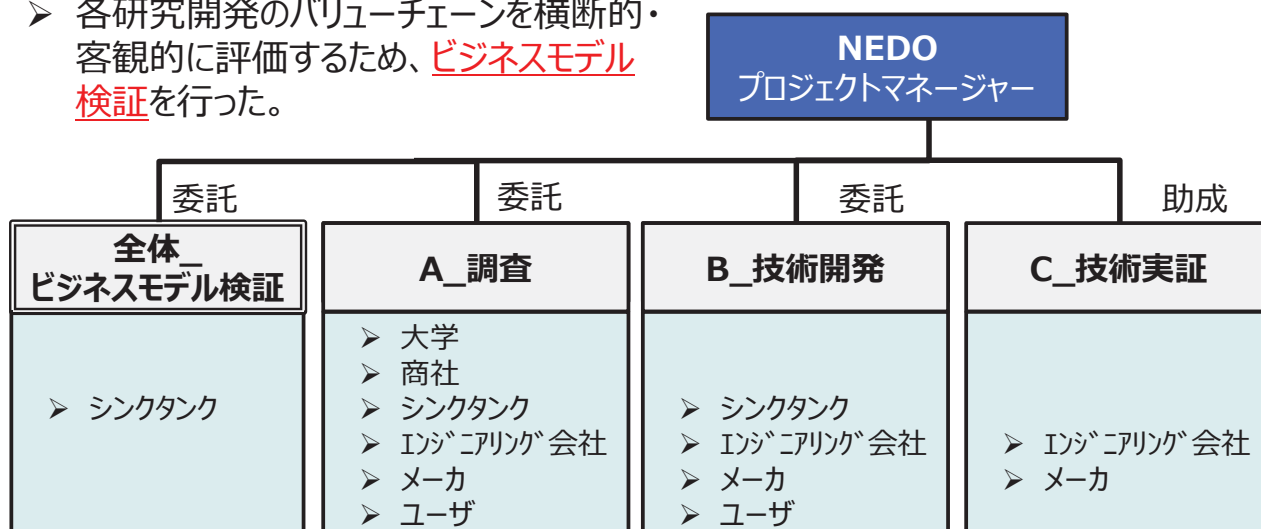 ➢ 各研究開発のバリューチェーンを横断的・
客観的に評価するため、ビジネスモデル
検証を行った。
NEDO
プロジェクトマネージャー
委託
委託
委託
助成
全体_
ビジネスモデル検証
➢ シンクタンク
A_調査
➢ 大学
➢ 商社
➢ シンクタンク
➢ ｴﾝｼﾞﾆｱﾘﾝｸﾞ会社
➢ メーカ
➢ ユーザ
B_技術開発
➢ シンクタンク
➢ ｴﾝｼﾞﾆｱﾘﾝｸﾞ会社
➢ メーカ
➢ ユーザ
C_技術実証
➢ ｴﾝｼﾞﾆｱﾘﾝｸﾞ会社
➢ メーカ